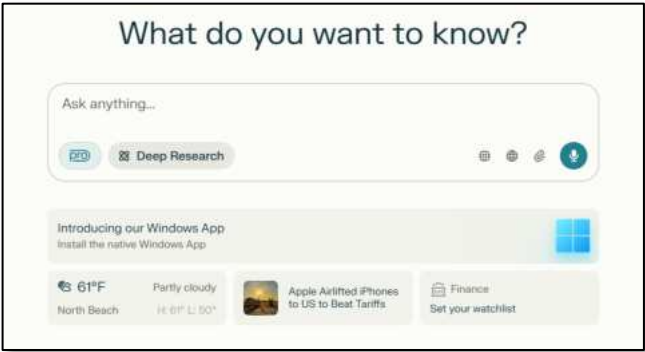 What do you want to know?
Ask anything...
pro
Deep Research
Introducing our Windows App
Install the native Windows App
61°F
Partly cloudy
North Beach
H: 61° L: 50°
Apple Airlifted iPhones
to US to Beat Tariffs
Finance
Set your watchlist